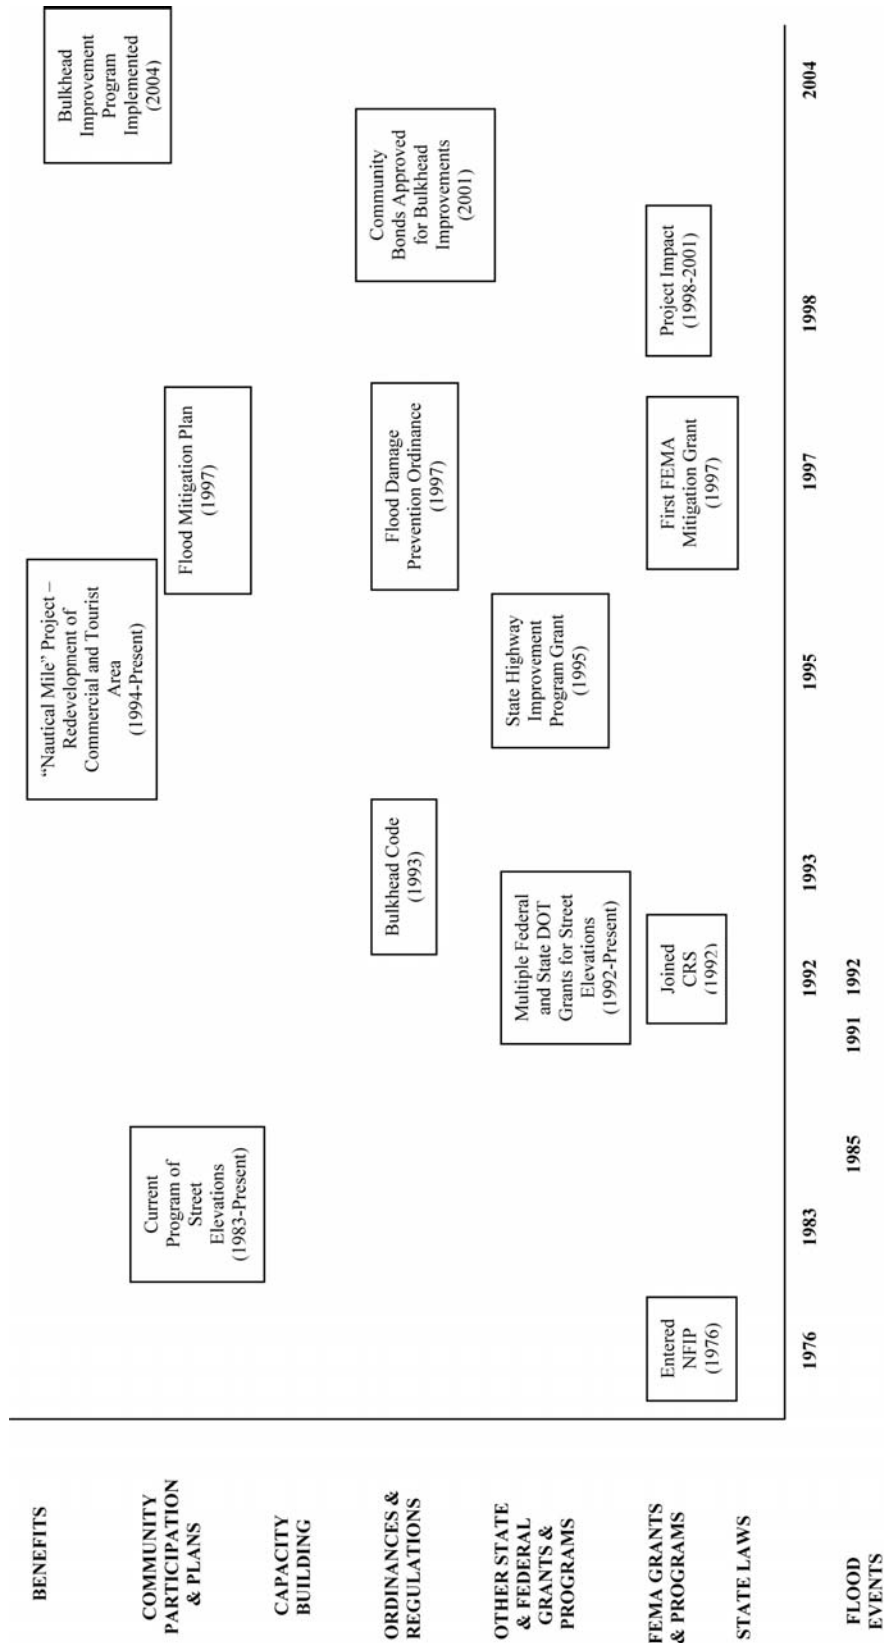 BENEFITS
Bulkhead
Improvement
Program
Implemented
(2004)
“Nautical Mile” Project –
Redevelopment of
Commercial and Tourist
Area
(1994-Present)
COMMUNITY
PARTICIPATION
& PLANS
Current
Program of
Street
Elevations
(1983-Present)
Flood Mitigation Plan
(1997)
CAPACITY
BUILDING
ORDINANCES &
REGULATIONS
Bulkhead Code
(1993)
Flood Damage
Prevention Ordinance
(1997)
Community
Bonds Approved
for Bulkhead
Improvements
(2001)
OTHER STATE
& FEDERAL
GRANTS &
PROGRAMS
Multiple Federal
and State DOT
Grants for Street
Elevations
(1992-Present)
State Highway
Improvement
Program Grant
(1995)
FEMA GRANTS
& PROGRAMS
Entered
NFIP
(1976)
Joined
CRS
(1992)
First FEMA
Mitigation Grant
(1997)
Project Impact
(1998-2001)
STATE LAWS
1976 1983 1992 1993 1995 1997 1998 2004
FLOOD
EVENTS
1985 1991 1992